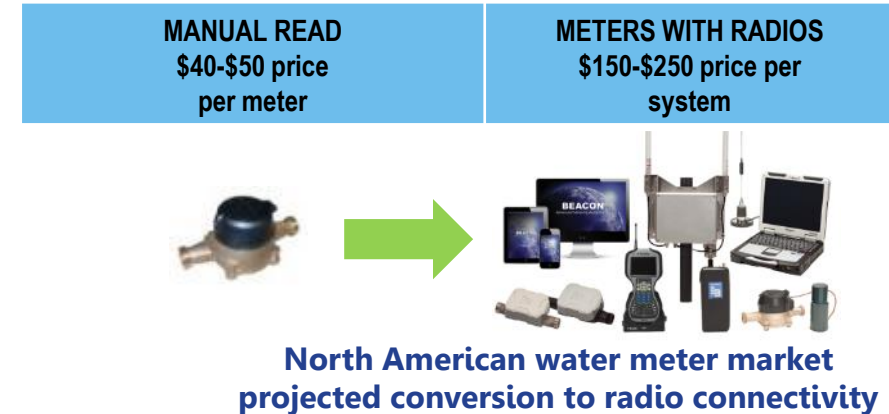 MANUAL READ
$40-$50 price
per meter
METERS WITH RADIOS
$150-$250 price per
system
BEACON
North American water meter market
projected conversion to radio connectivity